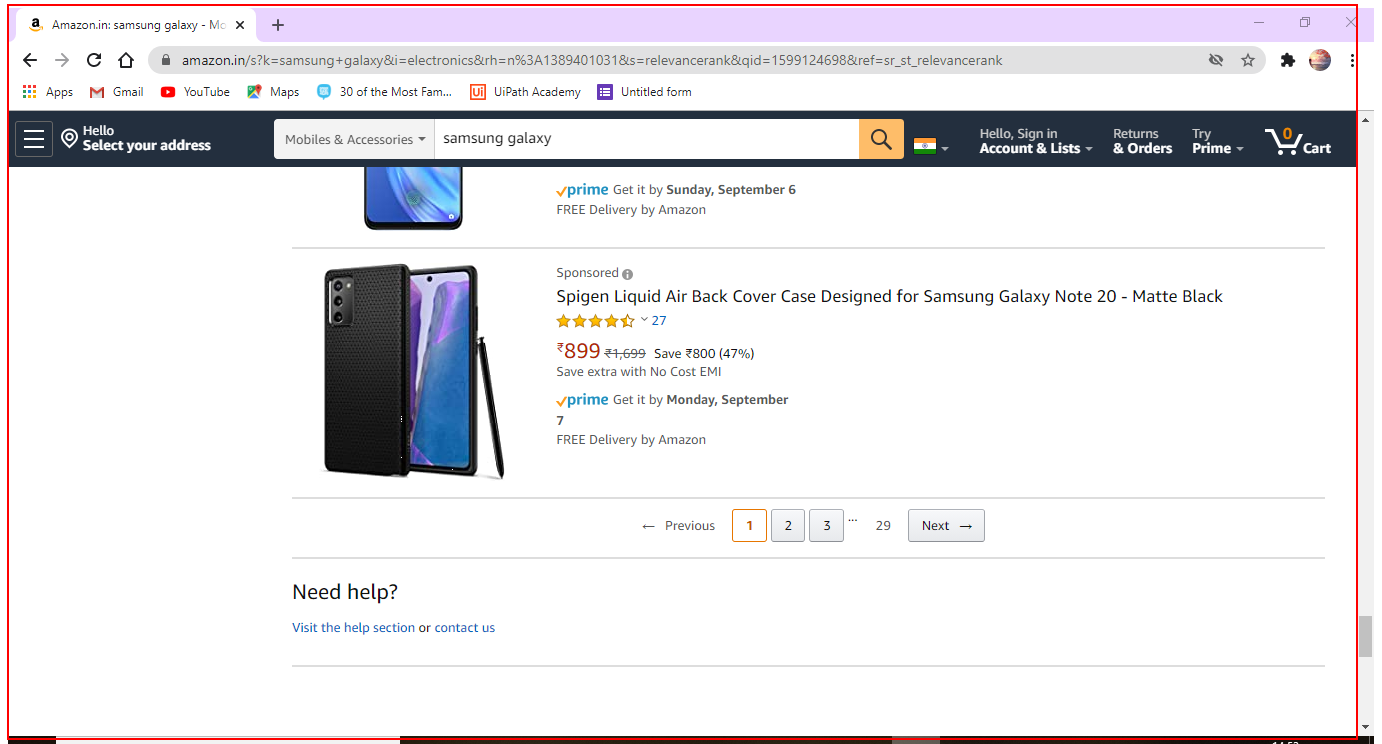 Amazon.in: samsung galaxy - Mo
amazon.in/s?k=samsung+galaxy&i=electronics&rh=n%3A1389401031&s=relevancerank&qid=1599124698&ref=sr_st_relevancerank
Apps Gmail YouTube Maps 30 of the Most Fam... Ui UiPath Academy Untitled form
Hello
Select your address
Mobiles & Accessories
samsung galaxy
Hello, Sign in
Account & Lists
Returns
& Orders
Try
Prime
0
Cart
prime Get it by Sunday, September 6
FREE Delivery by Amazon
Sponsored
Spigen Liquid Air Back Cover Case Designed for Samsung Galaxy Note 20 - Matte Black
27
₹899 ₹1,699 Save ₹800 (47%)
Save extra with No Cost EMI
prime Get it by Monday, September
7
FREE Delivery by Amazon
← Previous 1 2 3 ... 29 Next →
Need help?
Visit the help section or contact us